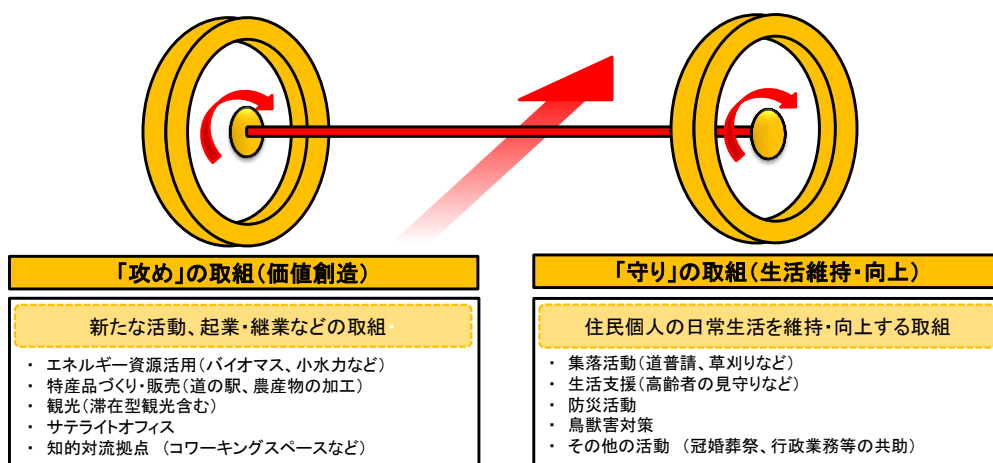 「攻め」の取組(価値創造)
新たな活動、起業・継業などの取組
・ エネルギー資源活用(バイオマス、小水力など)
・ 特産品づくり・販売(道の駅、農産物の加工)
・ 観光(滞在型観光含む)
・ サテライトオフィス
・ 知的対流拠点 (コワーキングスペースなど)
「守り」の取組(生活維持・向上)
住民個人の日常生活を維持・向上する取組
・ 集落活動(道普請、草刈りなど)
・ 生活支援(高齢者の見守りなど)
・ 防災活動
・ 鳥獣害対策
・ その他の活動 (冠婚葬祭、行政業務等の共助)